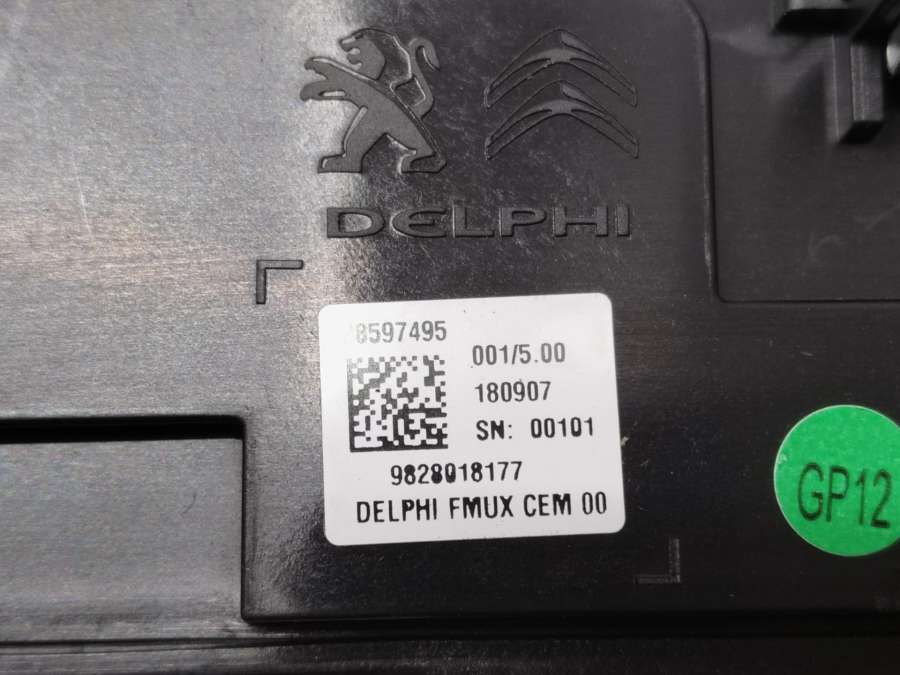 DELPHI
8597495
001/5.00
180907
SN: 00101
9828018177
DELPHI FMUX CEM 00
GP12